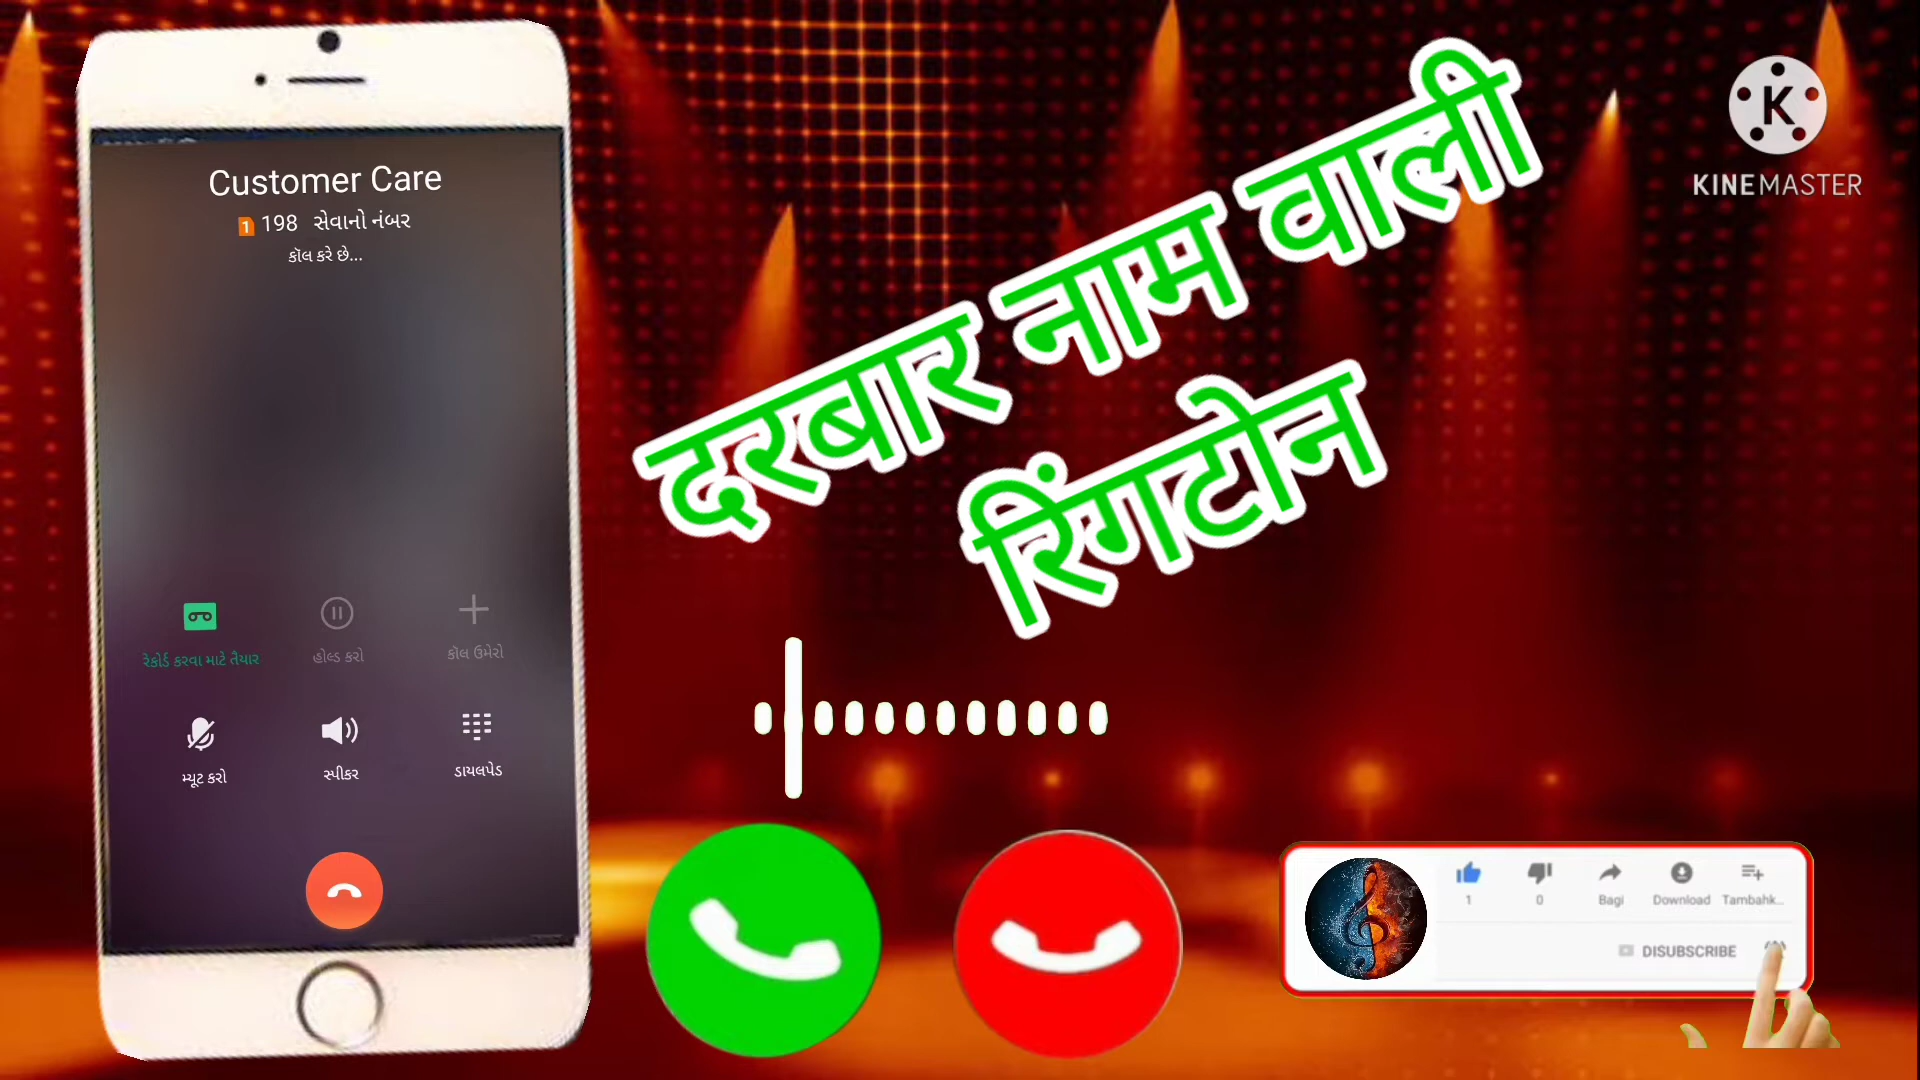 Customer Care
1 198 સેવાનો નંબર
કૉલ કરે છે...
રેકોર્ડ કરવા માટે તૈયાર
હોલ્ડ કરો
કૉલ ઉમેરો
મ્યૂટ કરો
સ્પીકર
ડાયલપેડ
दरबार नाम वाली
रिंगटोन
K
KINEMASTER
1
0
Bagi
Download
Tambahk...
DISUBSCRIBE